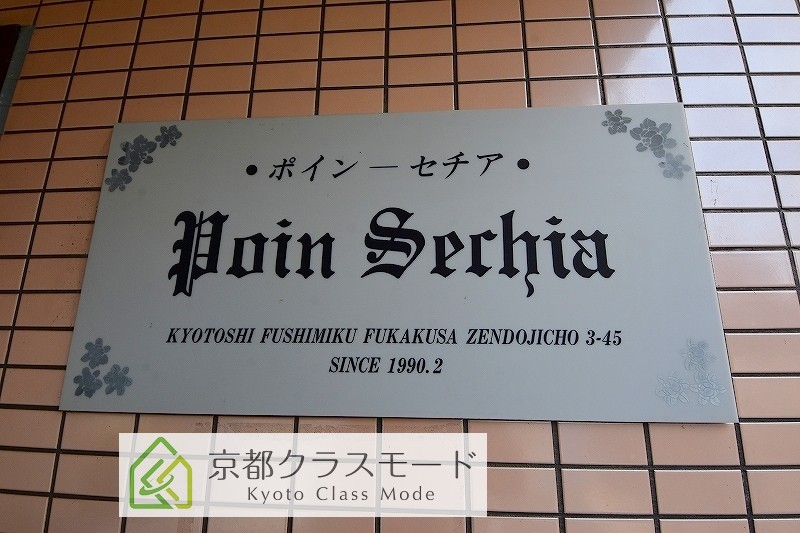 ・ポイン ― セチア・
Poin Sechia
KYOTOSHI FUSHIMIKU FUKAKUSA ZENDOJICHO 3-45
SINCE 1990.2
京都クラスモード
Kyoto Class Mode